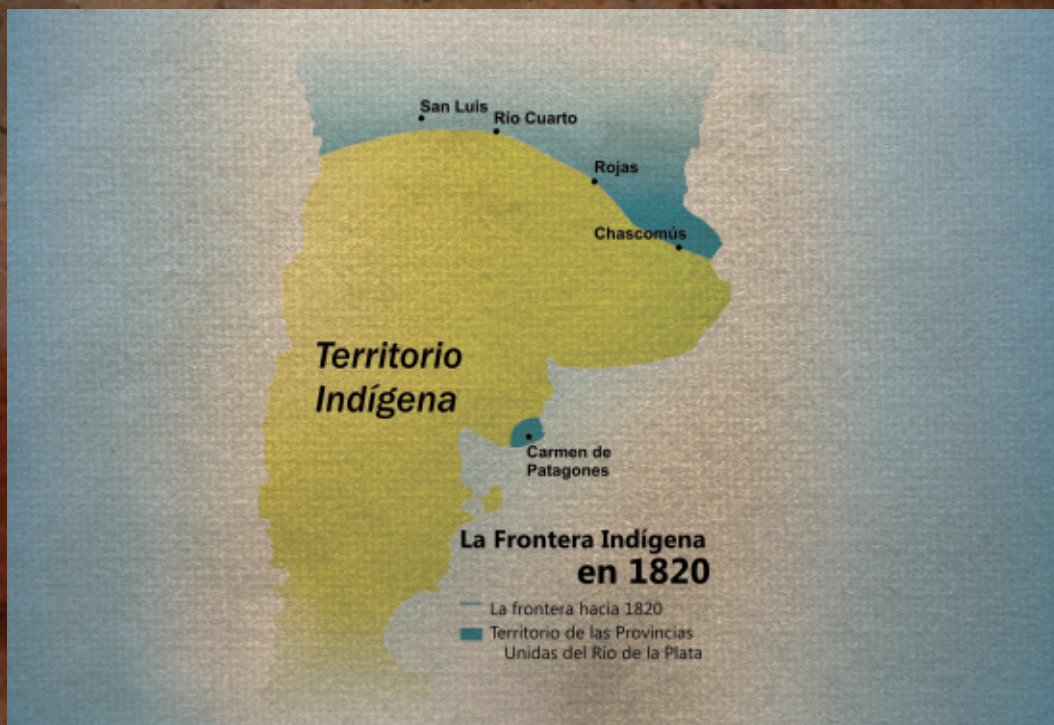 San Luis
Río Cuarto
Rojas
Chascomús
Territorio
Indígena
Carmen de
Patagones
La Frontera Indígena
en 1820
La frontera hacia 1820
Territorio de las Provincias
Unidas del Rio de la Plata